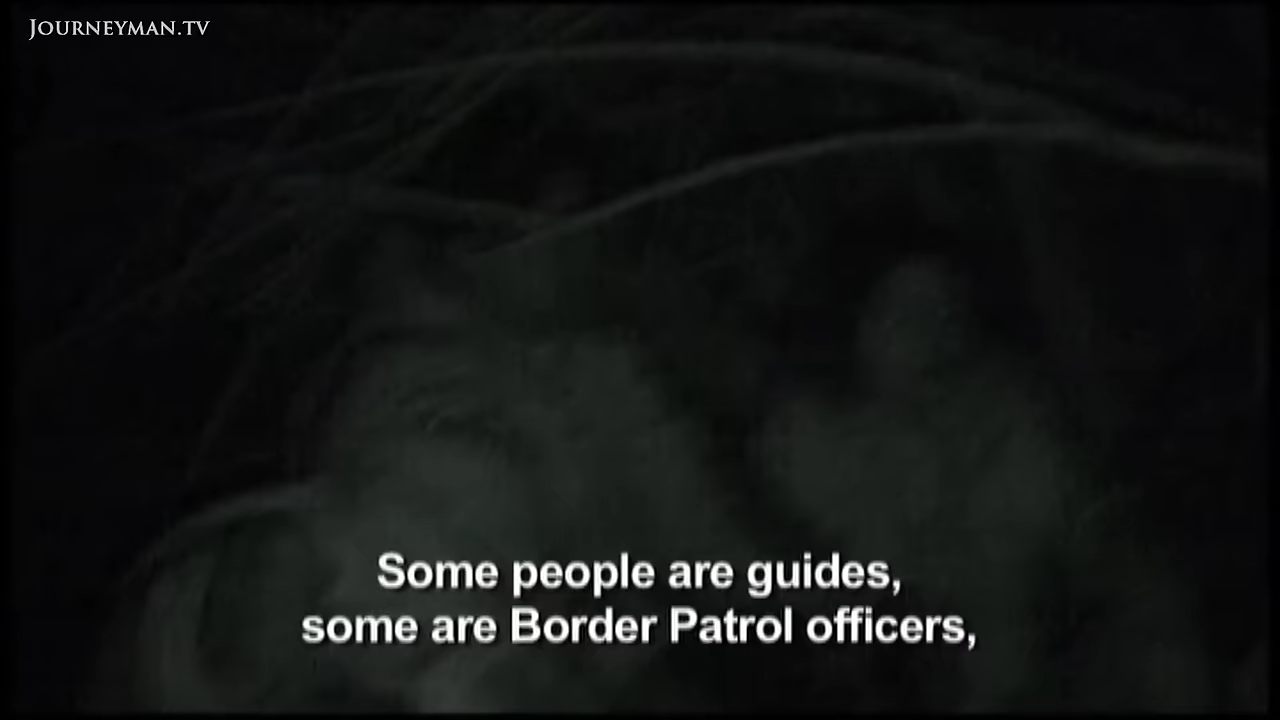 JOURNEYMAN.TV
Some people are guides,
some are Border Patrol officers,